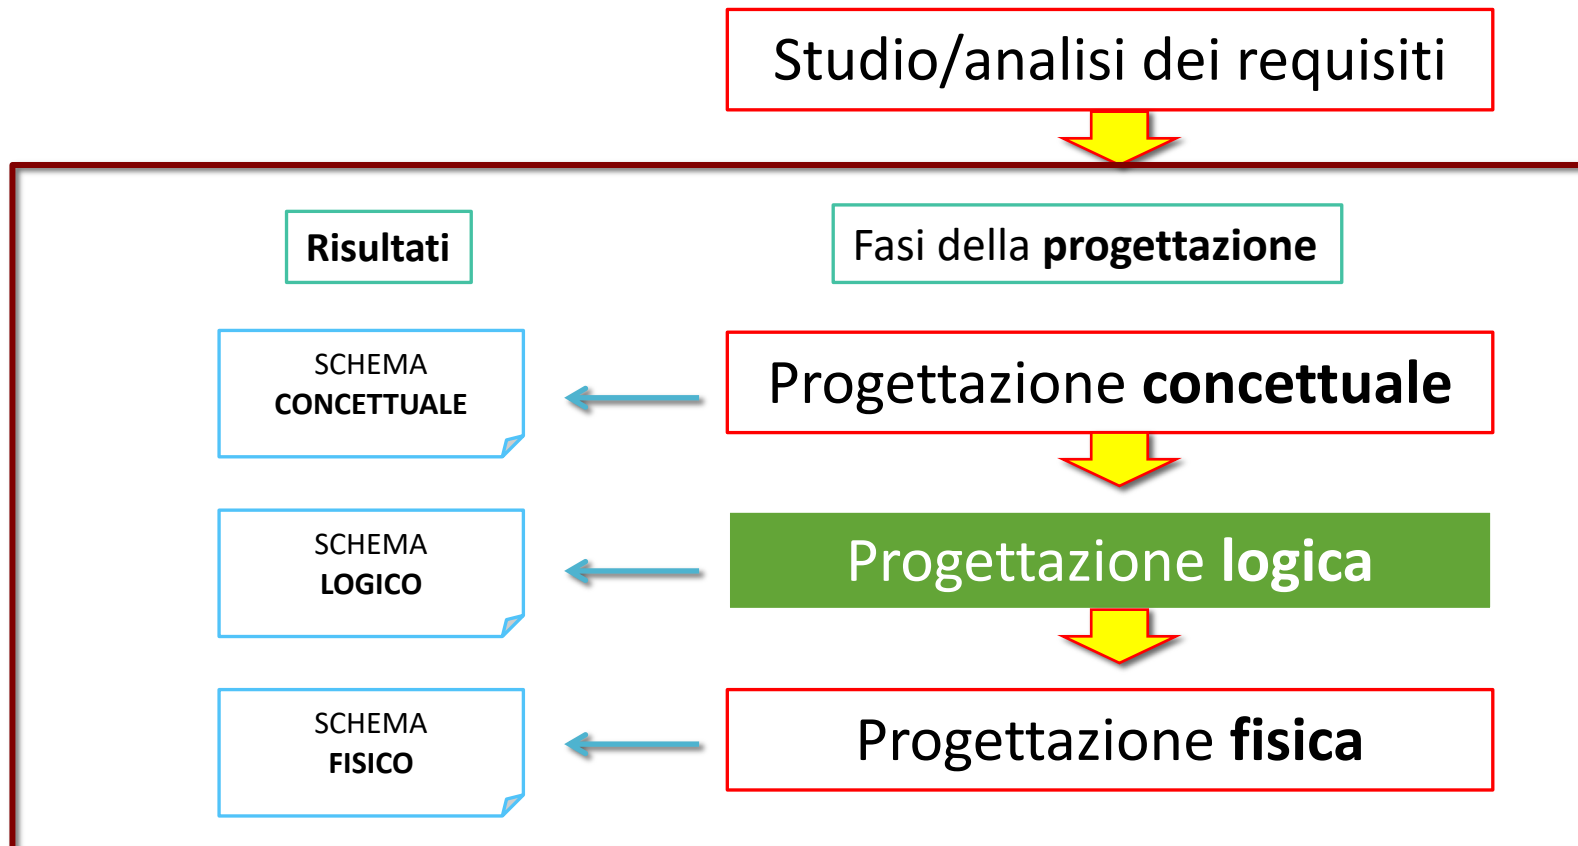 Studio/analisi dei requisiti
Risultati
Fasi della progettazione
SCHEMA
CONCETTUALE
Progettazione concettuale
SCHEMA
LOGICO
Progettazione logica
SCHEMA
FISICO
Progettazione fisica